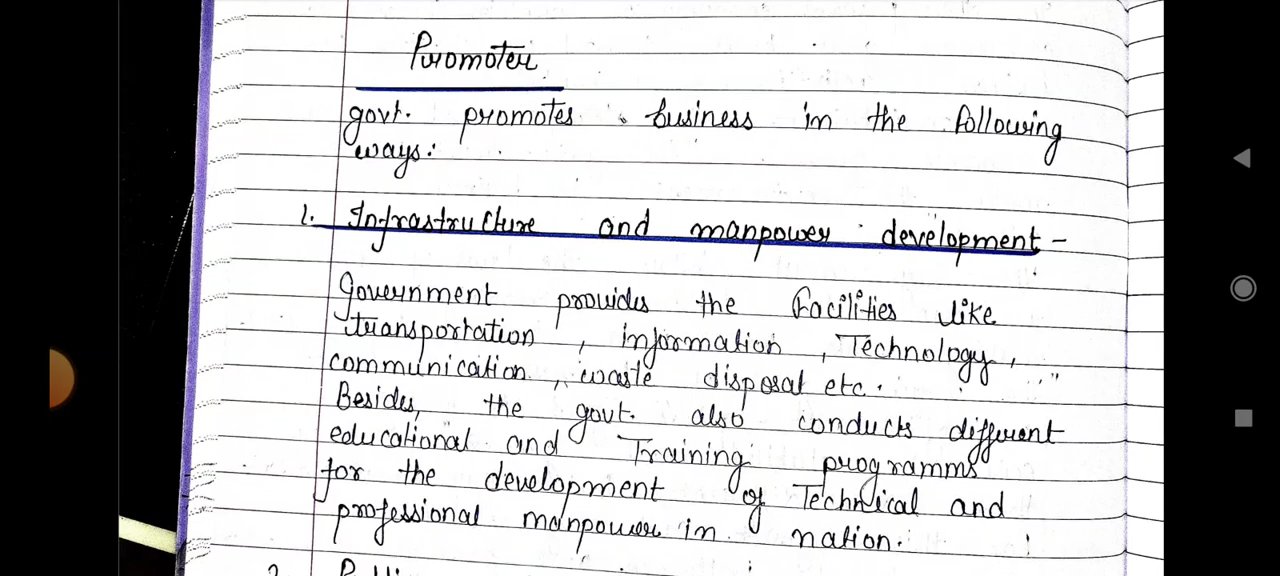 Promoter
govt. promotes business in the following
ways:
1. Infrastructure and manpower development -
Government provides the facilities like
transportation, information, Technology,
communication, waste disposal etc.
Besides, the govt. also conducts different
educational and Training programms
for the development of Technical and
professional manpower in nation.
2.